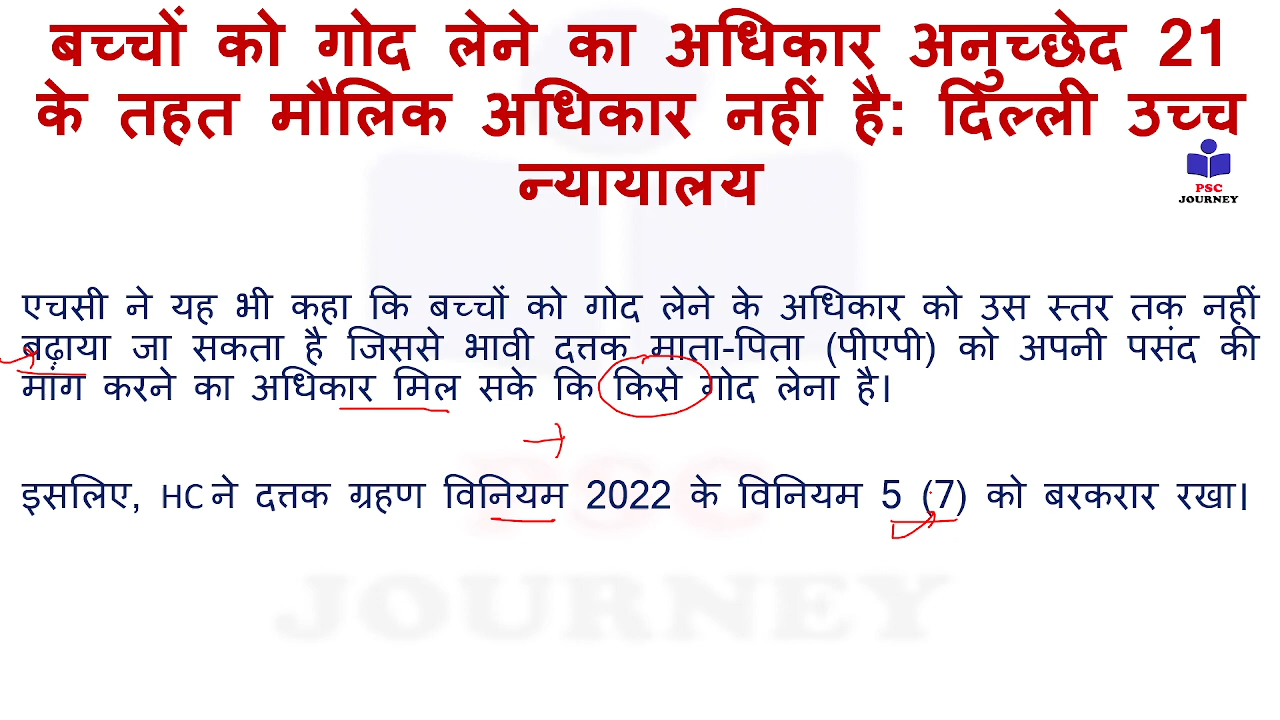 बच्चों को गोद लेने का अधिकार अनुच्छेद 21
के तहत मौलिक अधिकार नहीं है: दिल्ली उच्च
न्यायालय
PSC
JOURNEY
एचसी ने यह भी कहा कि बच्चों को गोद लेने के अधिकार को उस स्तर तक नहीं
बढ़ाया जा सकता है जिससे भावी दत्तक माता-पिता (पीएपी) को अपनी पसंद की
मांग करने का अधिकार मिल सके कि किसे गोद लेना है।
इसलिए, HC ने दत्तक ग्रहण विनियम 2022 के विनियम 5 (7) को बरकरार रखा।
PSC
JOURNEY